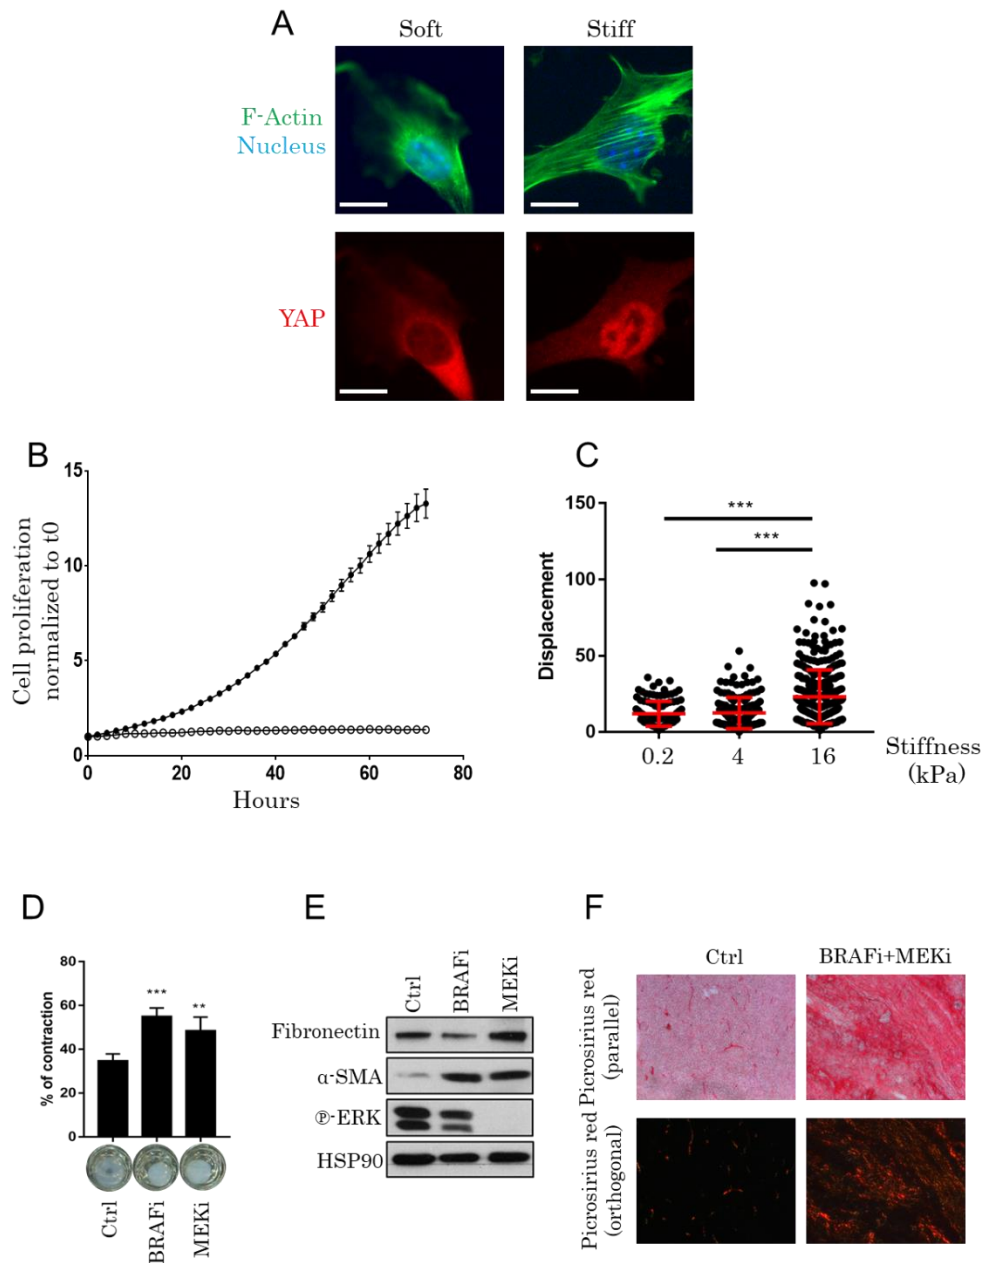 A
Soft
Stiff
F-Actin
Nucleus
YAP
B
Cell proliferation
normalized to t0
15
10
5
0
0
20
40
60
80
Hours
C
Displacement
150
100
50
0
***
***
0.2
4
16
Stiffness
(kPa)
D
% of contraction
80
60
40
20
0
***
**
Ctrl
BRAFi
MEKi
E
Ctrl
BRAFi
MEKi
Fibronectin
α-SMA
Ⓟ-ERK
HSP90
F
Ctrl
BRAFi+MEKi
Picrosirius red
(parallel)
Picrosirius red
(orthogonal)